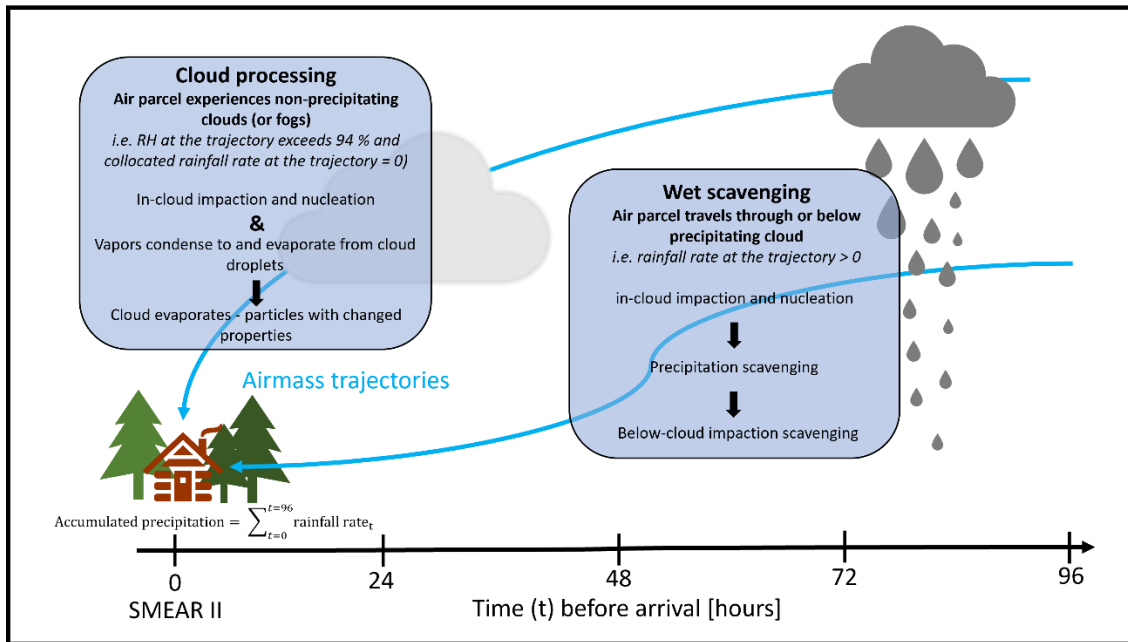 Cloud processing
Air parcel experiences non-precipitating
clouds (or fogs)
i.e. RH at the trajectory exceeds 94 % and
collocated rainfall rate at the trajectory = 0)
In-cloud impaction and nucleation
&
Vapors condense to and evaporate from cloud
droplets
Cloud evaporates - particles with changed
properties
Wet scavenging
Air parcel travels through or below
precipitating cloud
i.e. rainfall rate at the trajectory > 0
in-cloud impaction and nucleation
Precipitation scavenging
Below-cloud impaction scavenging
Airmass trajectories
Accumulated precipitation = ∑_{t=0}^{t=96} rainfall rate_t
0 24 48 72 96
SMEAR II Time (t) before arrival [hours]